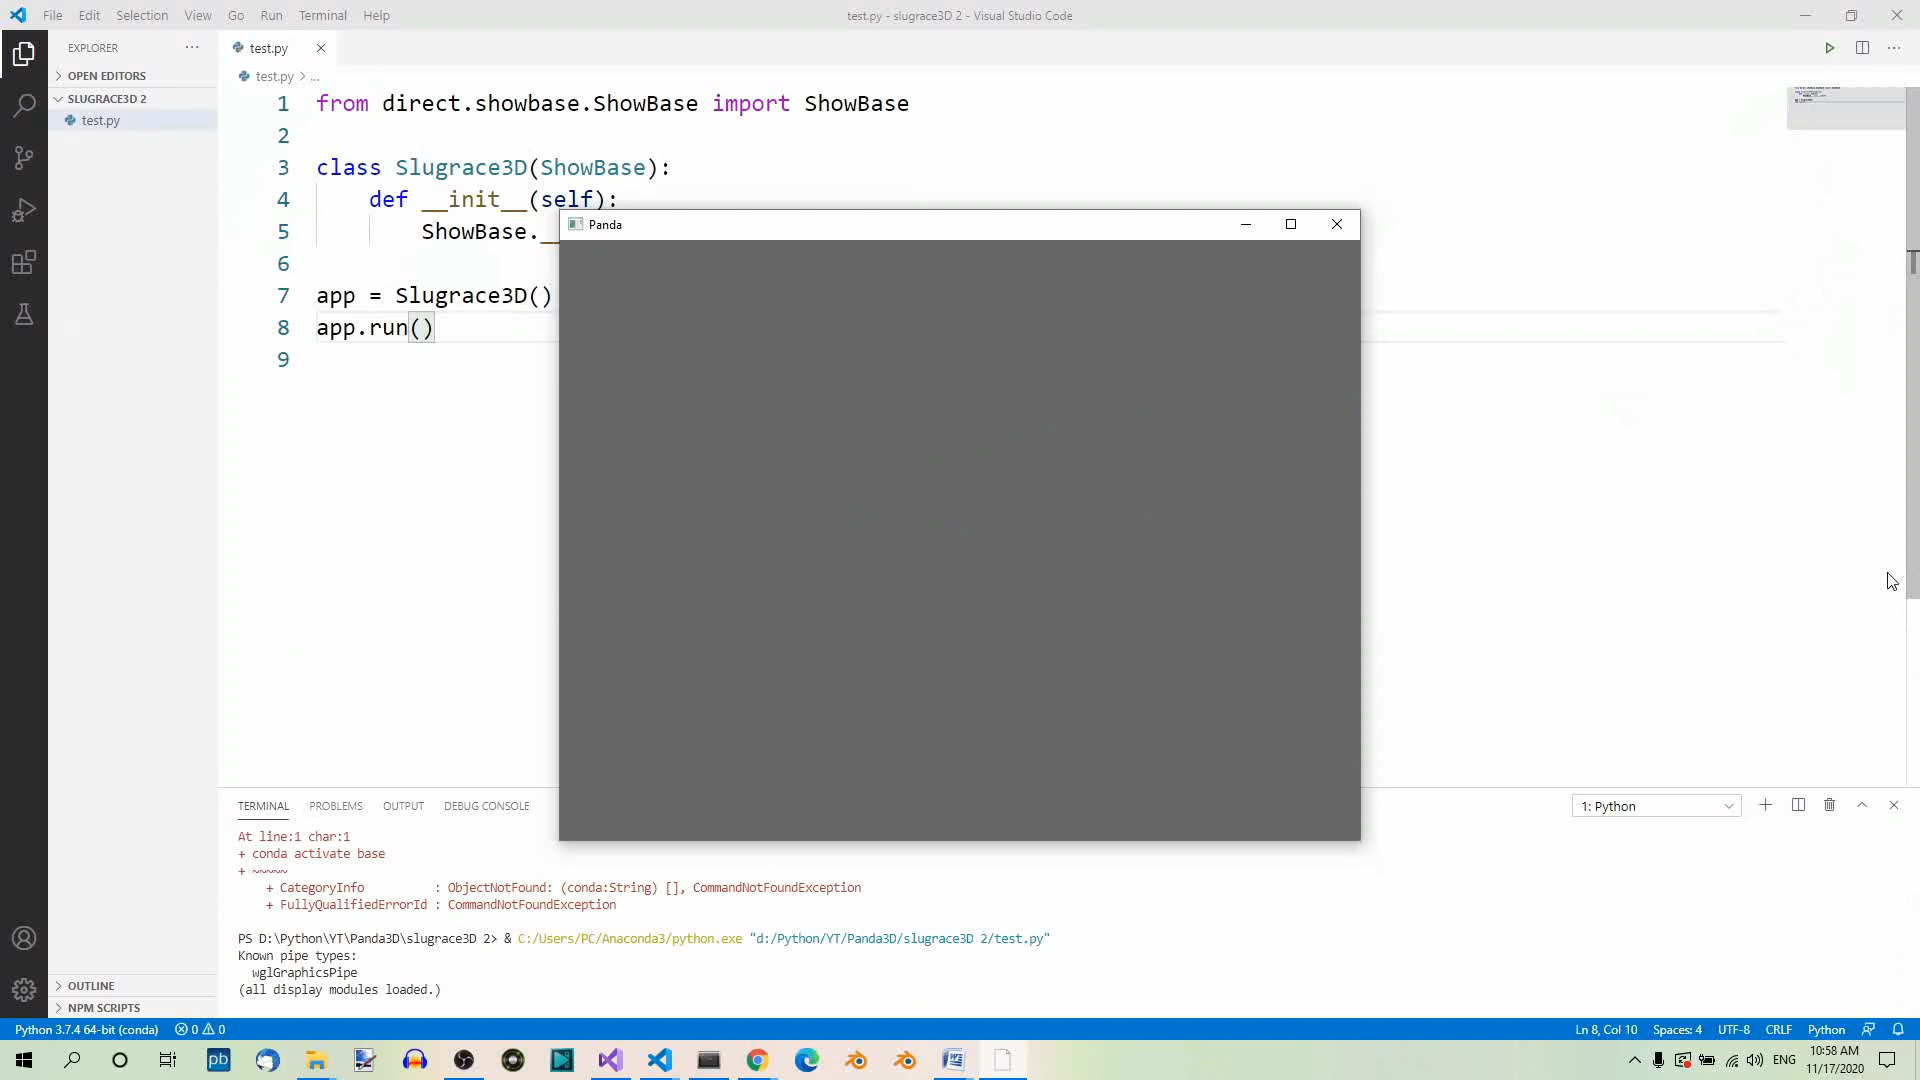 File Edit Selection View Go Run Terminal Help
test.py - slugrace3D 2 - Visual Studio Code
EXPLORER
OPEN EDITORS
SLUGRACE3D 2
test.py
OUTLINE
NPM SCRIPTS
test.py
test.py > ...
1 from direct.showbase.ShowBase import ShowBase
2
3 class Slugrace3D(ShowBase):
4 def __init__(self):
5 ShowBase.__
6
7 app = Slugrace3D()
8 app.run()
9
Panda
TERMINAL PROBLEMS OUTPUT DEBUG CONSOLE
1: Python
At line:1 char:1
+ conda activate base
+ ~~~~~
+ CategoryInfo : ObjectNotFound: (conda:String) [], CommandNotFoundException
+ FullyQualifiedErrorId : CommandNotFoundException
PS D:\Python\YT\Panda3D\slugrace3D 2> & C:/Users/PC/Anaconda3/python.exe "d:/Python/YT/Panda3D/slugrace3D 2/test.py"
Known pipe types:
wglGraphicsPipe
(all display modules loaded.)
Python 3.7.4 64-bit (conda) 0 0
Ln 8, Col 10 Spaces: 4 UTF-8 CRLF Python
pb
ENG
10:58 AM
11/17/2020